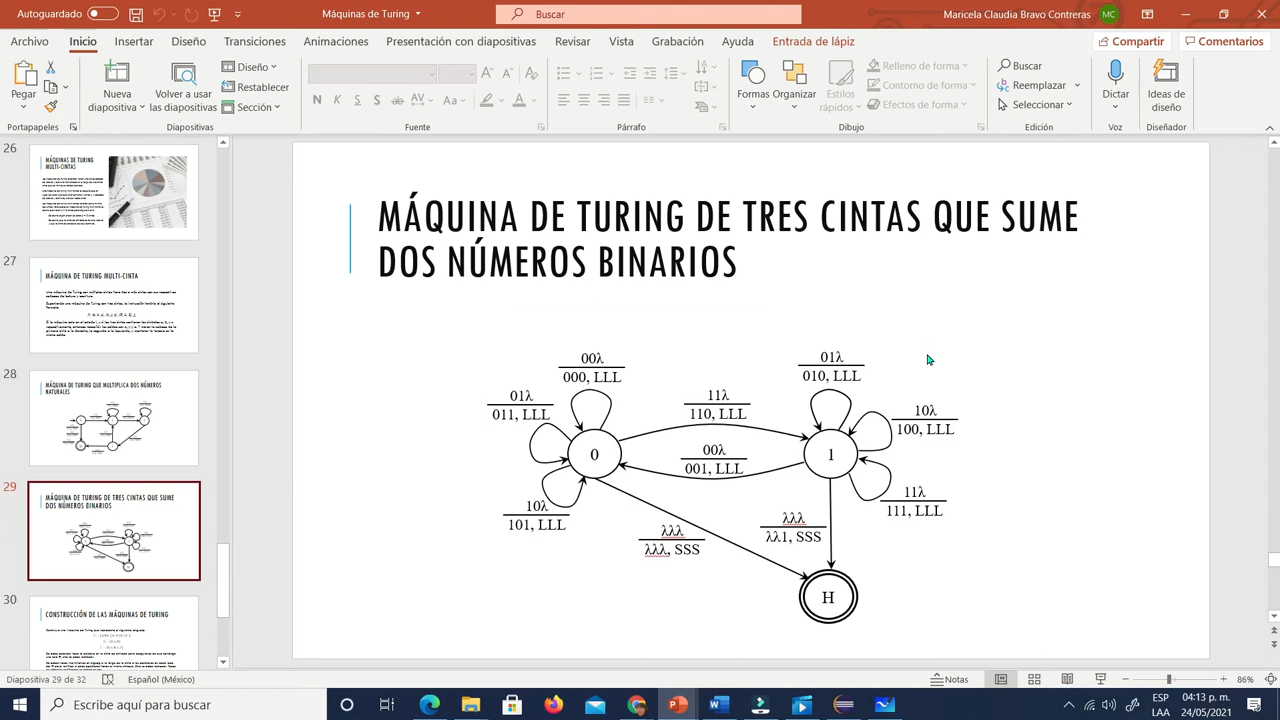 Autoguardado
Máquinas de Turing
Buscar
Maricela Claudia Bravo Contreras
MC
Archivo Inicio Insertar Diseño Transiciones Animaciones Presentación con diapositivas Revisar Vista Grabación Ayuda Entrada de lápiz
Compartir
Comentarios
Pegar
Nueva diapositiva
Volver a usar las diapositivas
Diseño
Restablecer
Sección
Formas
Organizar
Estilos rápidos
Relleno de forma
Contorno de forma
Efectos de forma
Buscar
Reemplazar
Seleccionar
Dictar
Ideas de diseño
Portapapeles
Diapositivas
Fuente
Párrafo
Dibujo
Edición
Voz
Diseñador
26
MÁQUINAS DE TURING
MULTI-CINTAS
27
MÁQUINA DE TURING MULTI-CINTA
28
MÁQUINA DE TURING QUE MULTIPLICA DOS NÚMEROS
NATURALES
29
MÁQUINA DE TURING DE TRES CINTAS QUE SUME
DOS NÚMEROS BINARIOS
30
CONSTRUCCIÓN DE LAS MÁQUINAS DE TURING
MÁQUINA DE TURING DE TRES CINTAS QUE SUME
DOS NÚMEROS BINARIOS
00λ
000, LLL
01λ
011, LLL
10λ
101, LLL
0
11λ
110, LLL
00λ
001, LLL
01λ
010, LLL
10λ
100, LLL
11λ
111, LLL
1
λλλ
λλλ, SSS
λλλ
λλ1, SSS
H
Diapositiva 29 de 32
Español (México)
Notas
86%
Escribe aquí para buscar
ESP
LAA
04:13 p. m.
24/05/2021